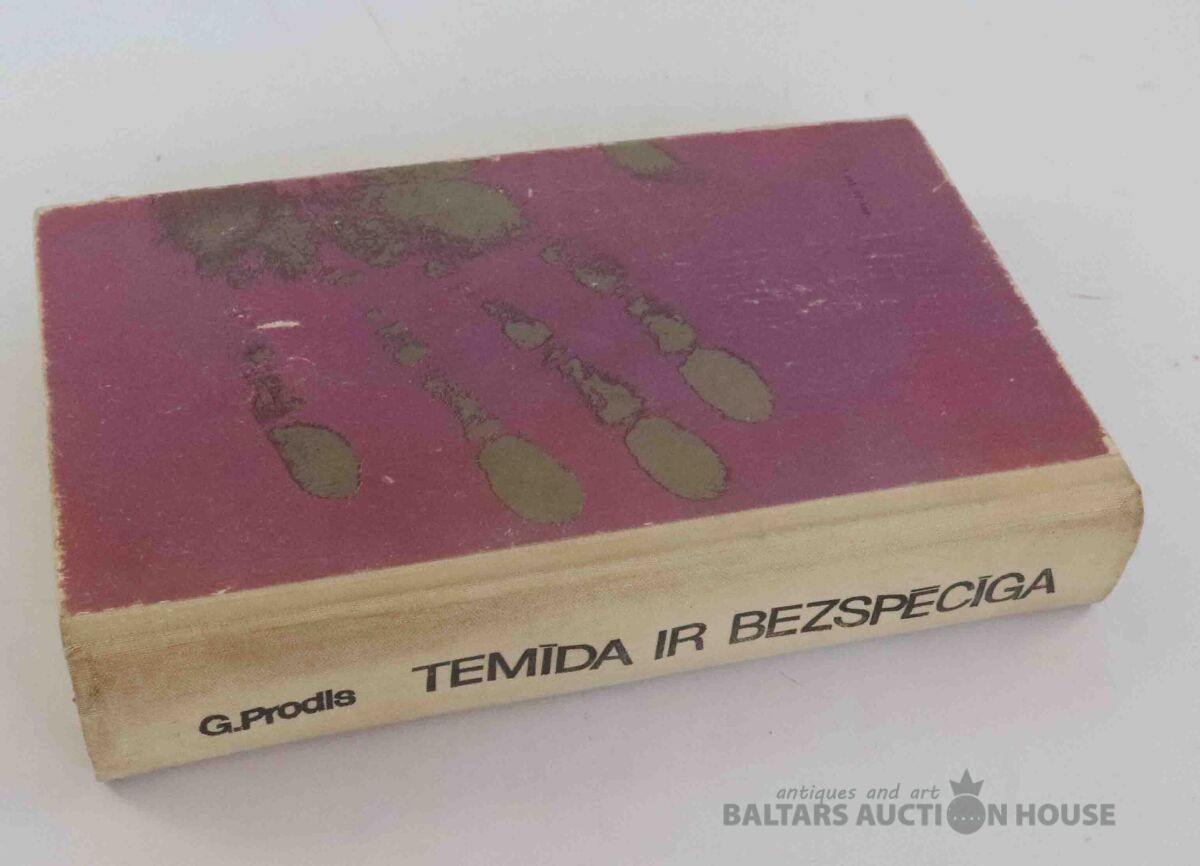 G.Prodls
TEMĪDA IR BEZSPĒCĪGA
antiques and art
BALTARS AUCTION HOUSE